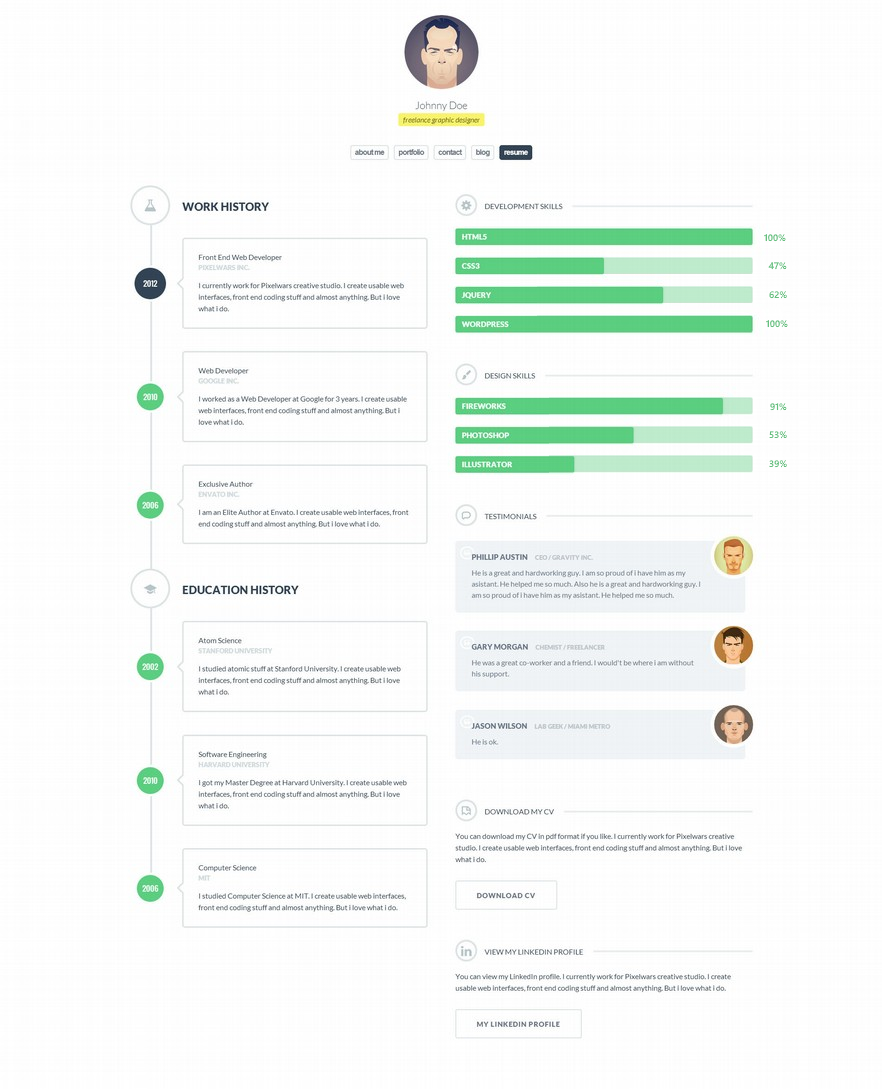 Johnny Doe
freelance graphic designer
about me
portfolio
contact
blog
resume
WORK HISTORY
2012
Front End Web Developer
PIXELWARS INC.
I currently work for Pixelwars creative studio. I create usable web
interfaces, front end coding stuff and almost anything. But i love
what i do.
2010
Web Developer
GOOGLE INC.
I worked as a Web Developer at Google for 3 years. I create usable
web interfaces, front end coding stuff and almost anything. But i
love what i do.
2006
Exclusive Author
ENVATO INC.
I am an Elite Author at Envato. I create usable web interfaces, front
end coding stuff and almost anything. But i love what i do.
EDUCATION HISTORY
2002
Atom Science
STANFORD UNIVERSITY
I studied atomic stuff at Stanford University. I create usable web
interfaces, front end coding stuff and almost anything. But i love
what i do.
2010
Software Engineering
HARVARD UNIVERSITY
I got my Master Degree at Harvard University. I create usable web
interfaces, front end coding stuff and almost anything. But i love what
i do.
2006
Computer Science
MIT
I studied Computer Science at MIT. I create usable web interfaces,
front end coding stuff and almost anything. But i love what i do.
DEVELOPMENT SKILLS
HTML5 100%
CSS3 47%
JQUERY 62%
WORDPRESS 100%
DESIGN SKILLS
FIREWORKS 91%
PHOTOSHOP 53%
ILLUSTRATOR 39%
TESTIMONIALS
PHILLIP AUSTIN CEO / GRAVITY INC.
He is a great and hardworking guy. I am so proud of i have him as my
asistant. He helped me so much. Also he is a great and hardworking guy. I
am so proud of i have him as my asistant. He helped me so much.
GARY MORGAN CHEMIST / FREELANCER
He was a great co-worker and a friend. I would't be where i am without
his support.
JASON WILSON LAB GEEK / MIAMI METRO
He is ok.
DOWNLOAD MY CV
You can download my CV in pdf format if you like. I currently work for Pixelwars creative
studio. I create usable web interfaces, front end coding stuff and almost anything. But i love
what i do.
DOWNLOAD CV
in
VIEW MY LINKEDIN PROFILE
You can view my LinkedIn profile. I currently work for Pixelwars creative studio. I create
usable web interfaces, front end coding stuff and almost anything. But i love what i do.
MY LINKEDIN PROFILE